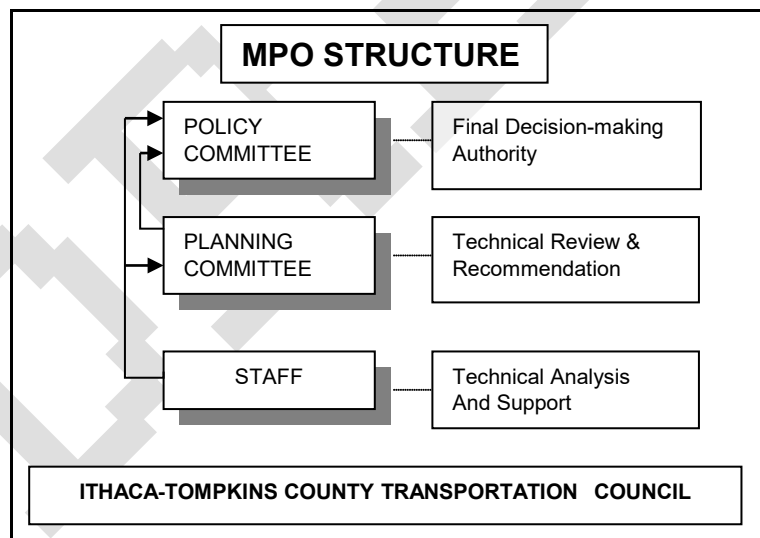 MPO STRUCTURE
POLICY
COMMITTEE
Final Decision-making
Authority
PLANNING
COMMITTEE
Technical Review &
Recommendation
STAFF
Technical Analysis
And Support
ITHACA-TOMPKINS COUNTY TRANSPORTATION COUNCIL